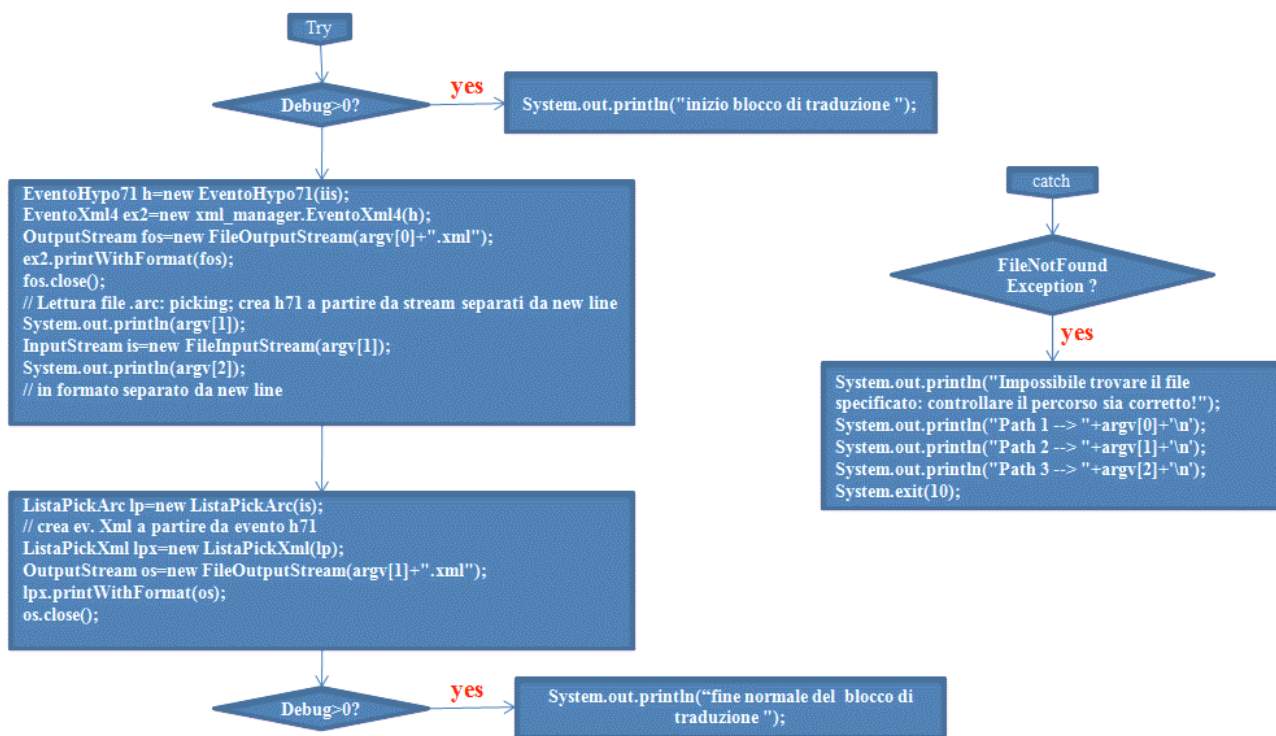 Try
Debug>0?
yes
System.out.println("inizio blocco di traduzione ");
EventoHypo71 h=new EventoHypo71(iis);
EventoXml4 ex2=new xml_manager.EventoXml4(h);
OutputStream fos=new FileOutputStream(argv[0]+".xml");
ex2.printWithFormat(fos);
fos.close();
// Lettura file .arc: picking; crea h71 a partire da stream separati da new line
System.out.println(argv[1]);
InputStream is=new FileInputStream(argv[1]);
System.out.println(argv[2]);
// in formato separato da new line
ListaPickArc lp=new ListaPickArc(is);
// crea ev. Xml a partire da evento h71
ListaPickXml lpx=new ListaPickXml(lp);
OutputStream os=new FileOutputStream(argv[1]+".xml");
lpx.printWithFormat(os);
os.close();
Debug>0?
yes
System.out.println(“fine normale del  blocco di
traduzione ");
catch
FileNotFound
Exception ?
yes
System.out.println("Impossibile trovare il file
specificato: controllare il percorso sia corretto!");
System.out.println("Path 1 --> "+argv[0]+'\n');
System.out.println("Path 2 --> "+argv[1]+'\n');
System.out.println("Path 3 --> "+argv[2]+'\n');
System.exit(10);